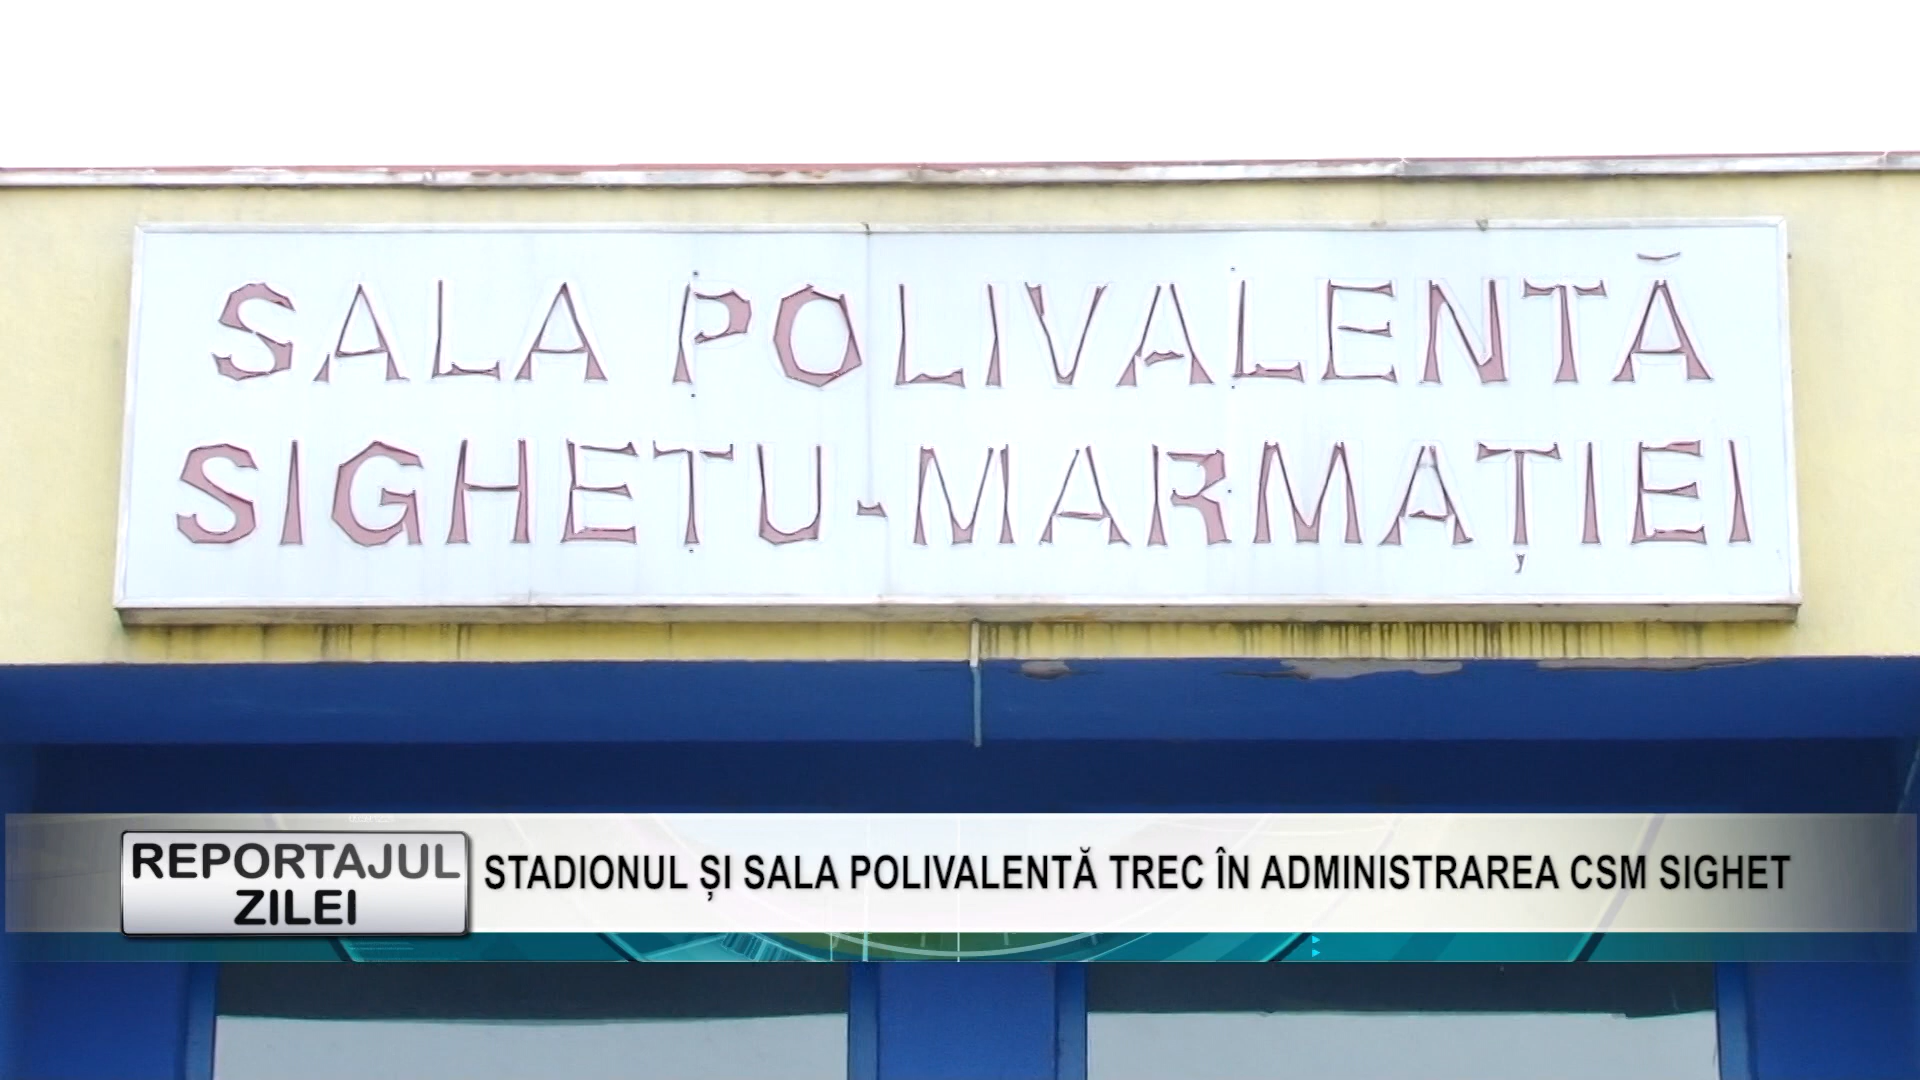 SALA POLIVALENTĂ
SIGHETU-MARMAȚIEI
REPORTAJUL
ZILEI
STADIONUL ȘI SALA POLIVALENTĂ TREC ÎN ADMINISTRAREA CSM SIGHET